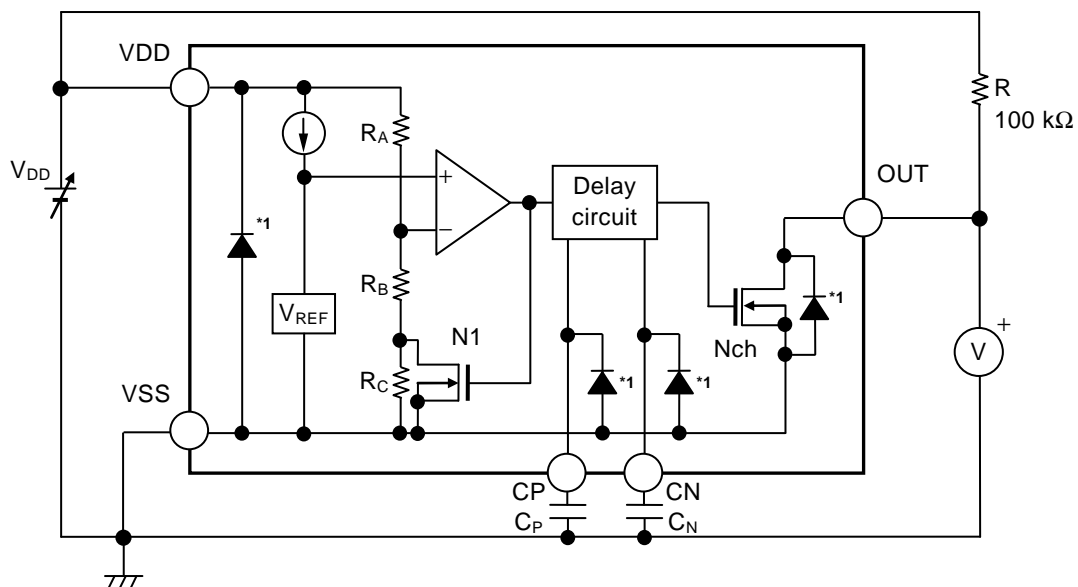 VDD
R
100 kΩ
RA
VDD
+
Delay
circuit
OUT
*1
−
RB
VREF
*1
+
N1
Nch
V
VSS
RC
*1
*1
CP
CN
CP
CN